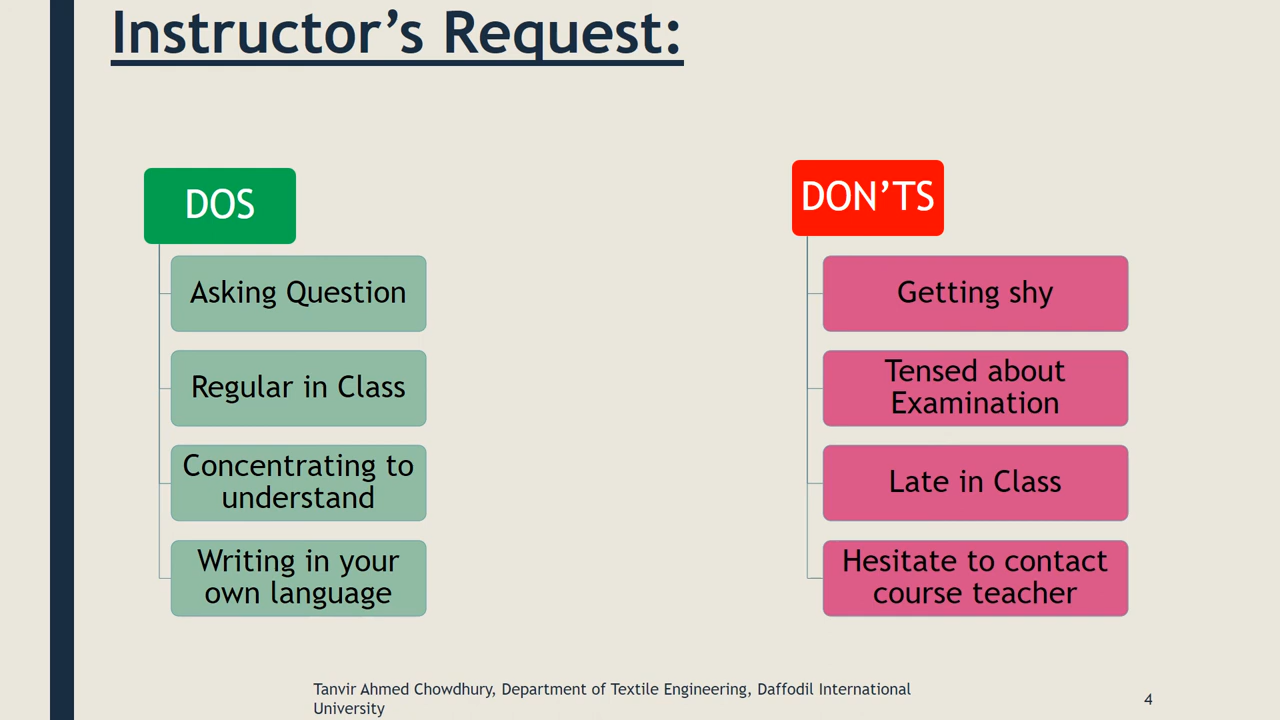 Instructor’s Request:
DOS
Asking Question
Regular in Class
Concentrating to
understand
Writing in your
own language
DON’TS
Getting shy
Tensed about
Examination
Late in Class
Hesitate to contact
course teacher
Tanvir Ahmed Chowdhury, Department of Textile Engineering, Daffodil International
University
4